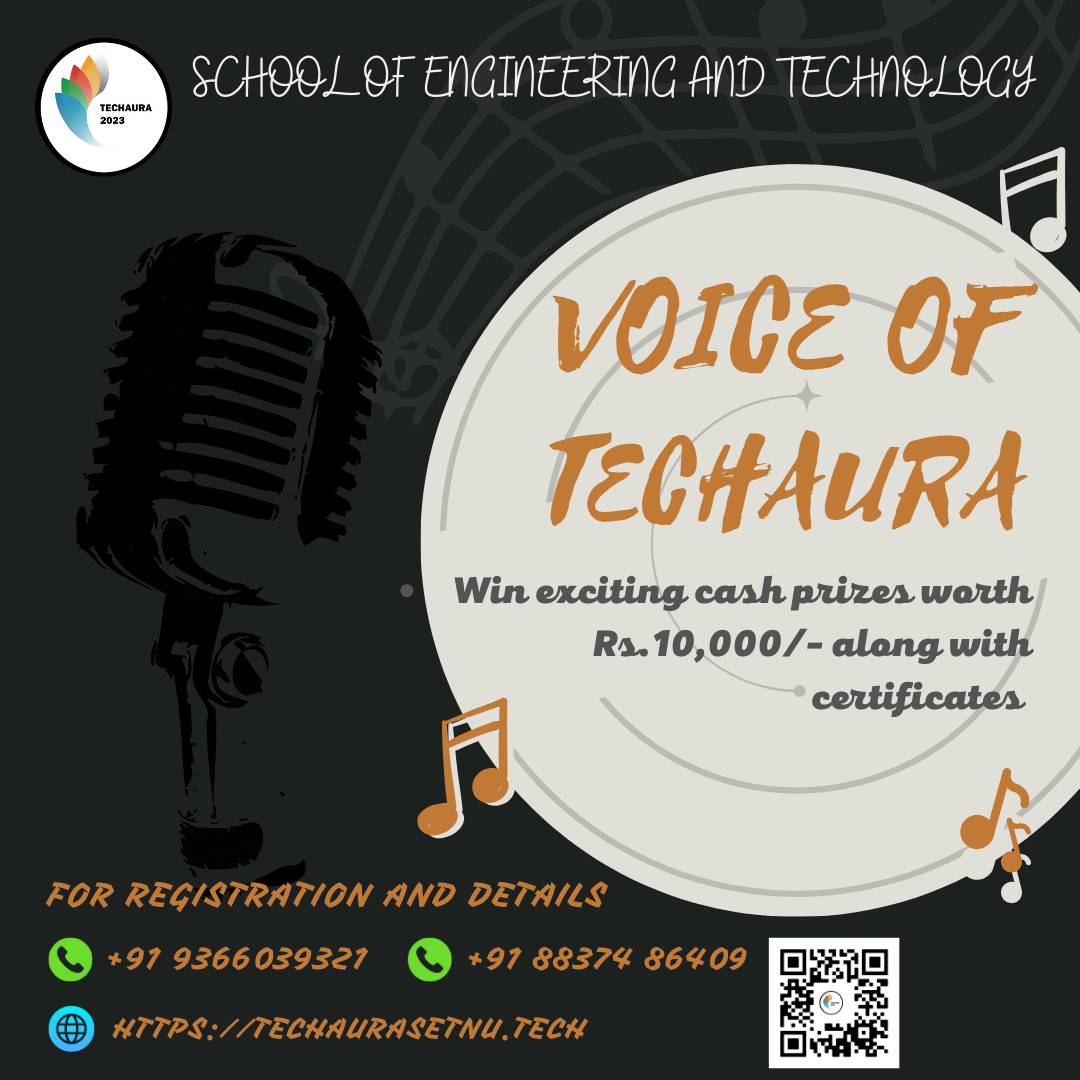 TECHAURA
2023
SCHOOL OF ENGINEERING AND TECHNOLOGY
VOICE OF
TECHAURA
Win exciting cash prizes worth
Rs.10,000/- along with
certificates
FOR REGISTRATION AND DETAILS
+91 9366039321
+91 88374 86409
HTTPS://TECHAURASETNU.TECH